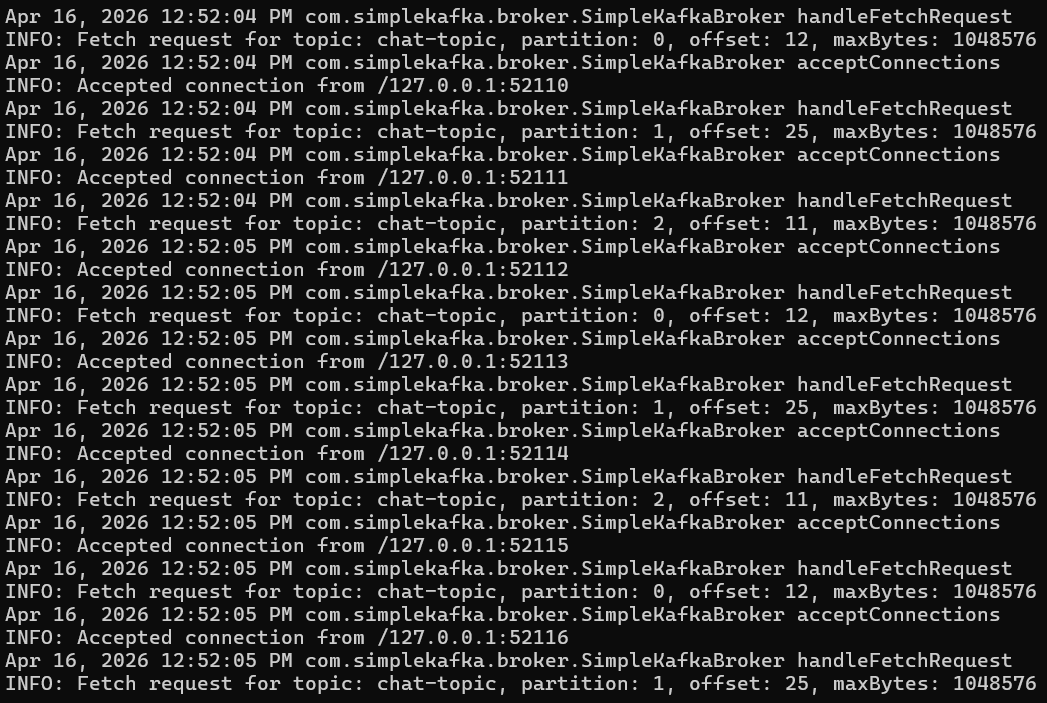 Apr 16, 2026 12:52:04 PM com.simplekafka.broker.SimpleKafkaBroker handleFetchRequest
INFO: Fetch request for topic: chat-topic, partition: 0, offset: 12, maxBytes: 1048576
Apr 16, 2026 12:52:04 PM com.simplekafka.broker.SimpleKafkaBroker acceptConnections
INFO: Accepted connection from /127.0.0.1:52110
Apr 16, 2026 12:52:04 PM com.simplekafka.broker.SimpleKafkaBroker handleFetchRequest
INFO: Fetch request for topic: chat-topic, partition: 1, offset: 25, maxBytes: 1048576
Apr 16, 2026 12:52:04 PM com.simplekafka.broker.SimpleKafkaBroker acceptConnections
INFO: Accepted connection from /127.0.0.1:52111
Apr 16, 2026 12:52:04 PM com.simplekafka.broker.SimpleKafkaBroker handleFetchRequest
INFO: Fetch request for topic: chat-topic, partition: 2, offset: 11, maxBytes: 1048576
Apr 16, 2026 12:52:05 PM com.simplekafka.broker.SimpleKafkaBroker acceptConnections
INFO: Accepted connection from /127.0.0.1:52112
Apr 16, 2026 12:52:05 PM com.simplekafka.broker.SimpleKafkaBroker handleFetchRequest
INFO: Fetch request for topic: chat-topic, partition: 0, offset: 12, maxBytes: 1048576
Apr 16, 2026 12:52:05 PM com.simplekafka.broker.SimpleKafkaBroker acceptConnections
INFO: Accepted connection from /127.0.0.1:52113
Apr 16, 2026 12:52:05 PM com.simplekafka.broker.SimpleKafkaBroker handleFetchRequest
INFO: Fetch request for topic: chat-topic, partition: 1, offset: 25, maxBytes: 1048576
Apr 16, 2026 12:52:05 PM com.simplekafka.broker.SimpleKafkaBroker acceptConnections
INFO: Accepted connection from /127.0.0.1:52114
Apr 16, 2026 12:52:05 PM com.simplekafka.broker.SimpleKafkaBroker handleFetchRequest
INFO: Fetch request for topic: chat-topic, partition: 2, offset: 11, maxBytes: 1048576
Apr 16, 2026 12:52:05 PM com.simplekafka.broker.SimpleKafkaBroker acceptConnections
INFO: Accepted connection from /127.0.0.1:52115
Apr 16, 2026 12:52:05 PM com.simplekafka.broker.SimpleKafkaBroker handleFetchRequest
INFO: Fetch request for topic: chat-topic, partition: 0, offset: 12, maxBytes: 1048576
Apr 16, 2026 12:52:05 PM com.simplekafka.broker.SimpleKafkaBroker acceptConnections
INFO: Accepted connection from /127.0.0.1:52116
Apr 16, 2026 12:52:05 PM com.simplekafka.broker.SimpleKafkaBroker handleFetchRequest
INFO: Fetch request for topic: chat-topic, partition: 1, offset: 25, maxBytes: 1048576